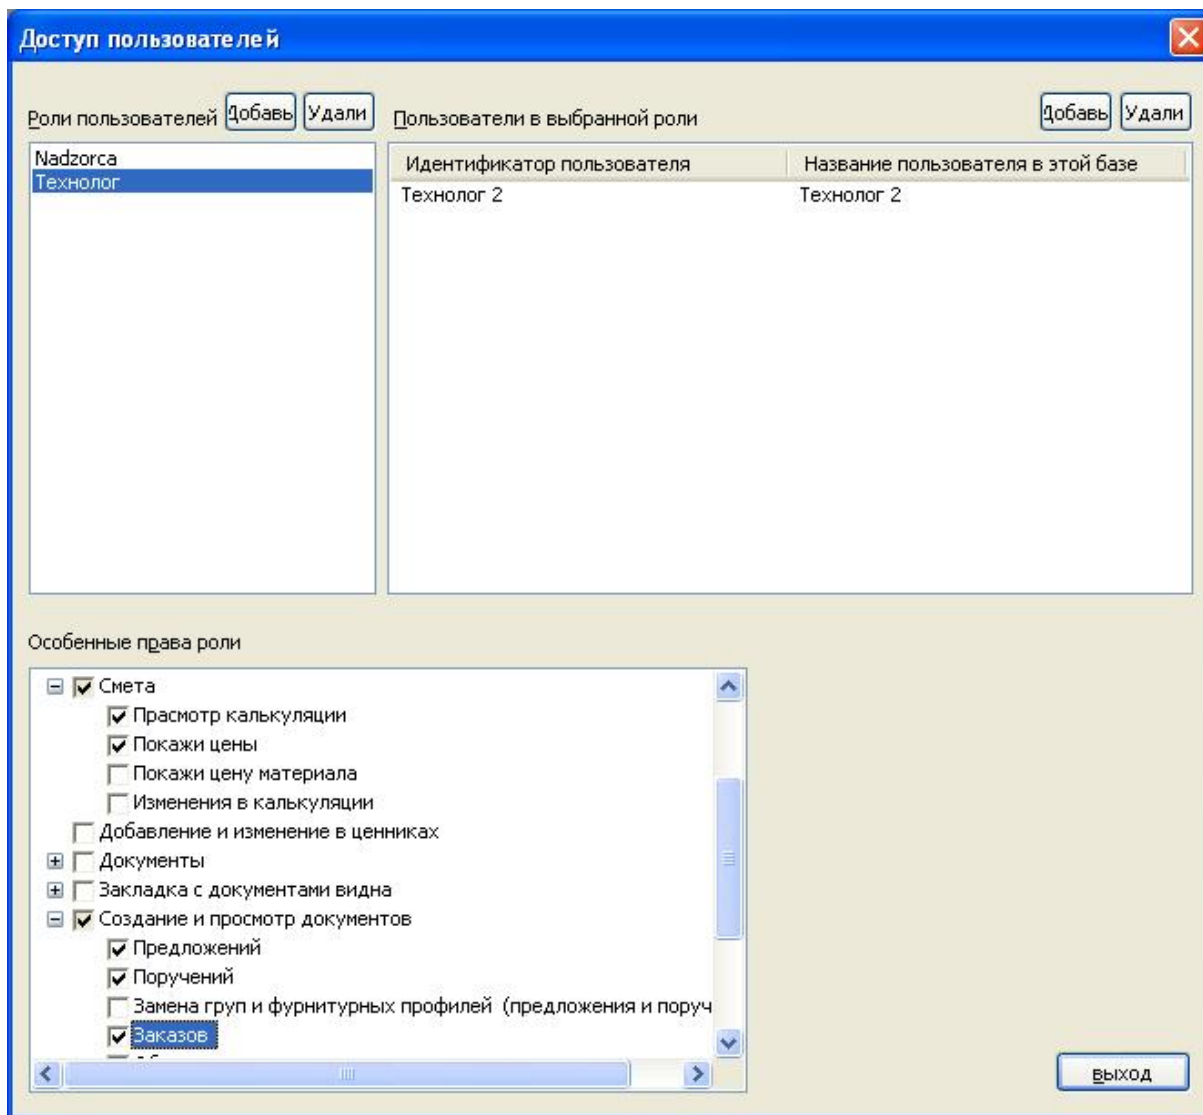 Доступ пользователей
Роли пользователей Добавь Удали Пользователи в выбранной роли Добавь Удали
Nadzorca
Технолог
Идентификатор пользователя Название пользователя в этой базе
Технолог 2 Технолог 2
Особенные права роли
Смета
Прасмотр калькуляции
Покажи цены
Покажи цену материала
Изменения в калькуляции
Добавление и изменение в ценниках
Документы
Закладка с документами видна
Создание и просмотр документов
Предложений
Поручений
Замена груп и фурнитурных профилей (предложения и поруч
Заказов
выход